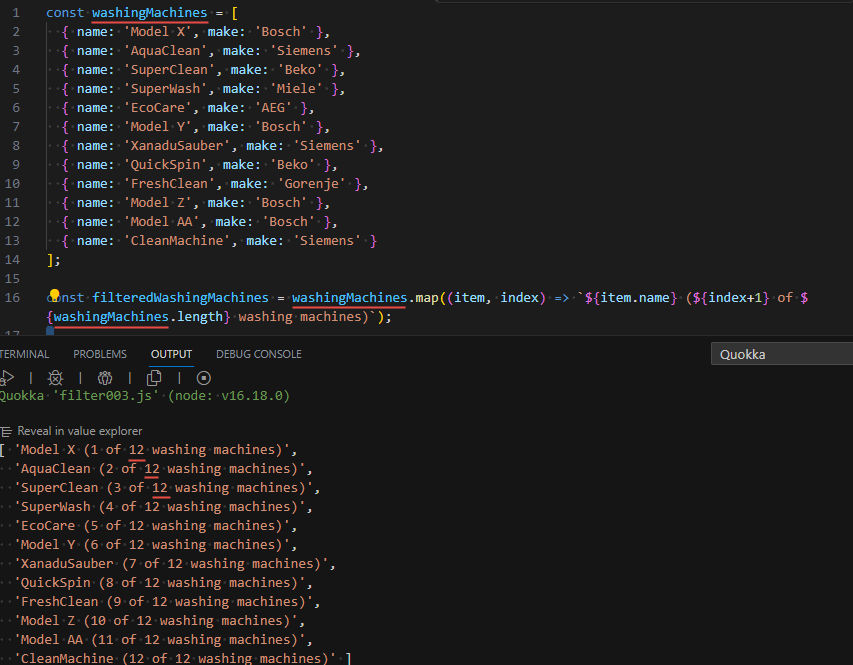 1 const washingMachines = [
2 { name: 'Model X', make: 'Bosch' },
3 { name: 'AquaClean', make: 'Siemens' },
4 { name: 'SuperClean', make: 'Beko' },
5 { name: 'SuperWash', make: 'Miele' },
6 { name: 'EcoCare', make: 'AEG' },
7 { name: 'Model Y', make: 'Bosch' },
8 { name: 'XanaduSauber', make: 'Siemens' },
9 { name: 'QuickSpin', make: 'Beko' },
10 { name: 'FreshClean', make: 'Gorenje' },
11 { name: 'Model Z', make: 'Bosch' },
12 { name: 'Model AA', make: 'Bosch' },
13 { name: 'CleanMachine', make: 'Siemens' }
14 ];
15
16 const filteredWashingMachines = washingMachines.map((item, index) => `${item.name} (${index+1} of $
{washingMachines.length} washing machines)`);
17
TERMINAL PROBLEMS OUTPUT DEBUG CONSOLE
Quokka
Quokka 'filter003.js' (node: v16.18.0)
Reveal in value explorer
[ 'Model X (1 of 12 washing machines)',
'AquaClean (2 of 12 washing machines)',
'SuperClean (3 of 12 washing machines)',
'SuperWash (4 of 12 washing machines)',
'EcoCare (5 of 12 washing machines)',
'Model Y (6 of 12 washing machines)',
'XanaduSauber (7 of 12 washing machines)',
'QuickSpin (8 of 12 washing machines)',
'FreshClean (9 of 12 washing machines)',
'Model Z (10 of 12 washing machines)',
'Model AA (11 of 12 washing machines)',
'CleanMachine (12 of 12 washing machines)' ]